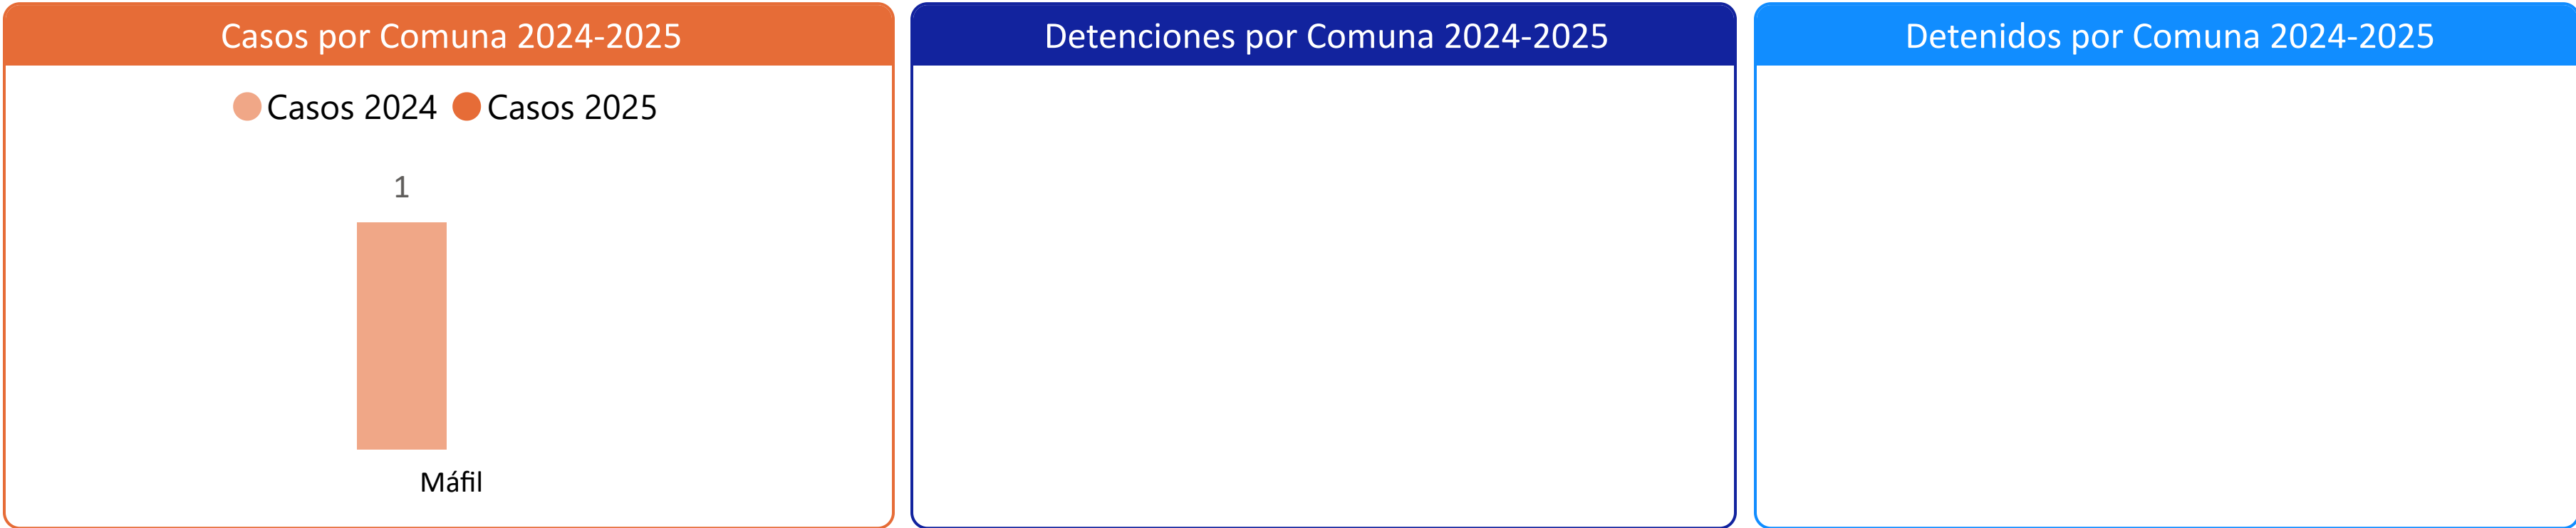 Casos por Comuna 2024-2025
Casos 2024 Casos 2025
1
Máfil
Detenciones por Comuna 2024-2025
Detenidos por Comuna 2024-2025